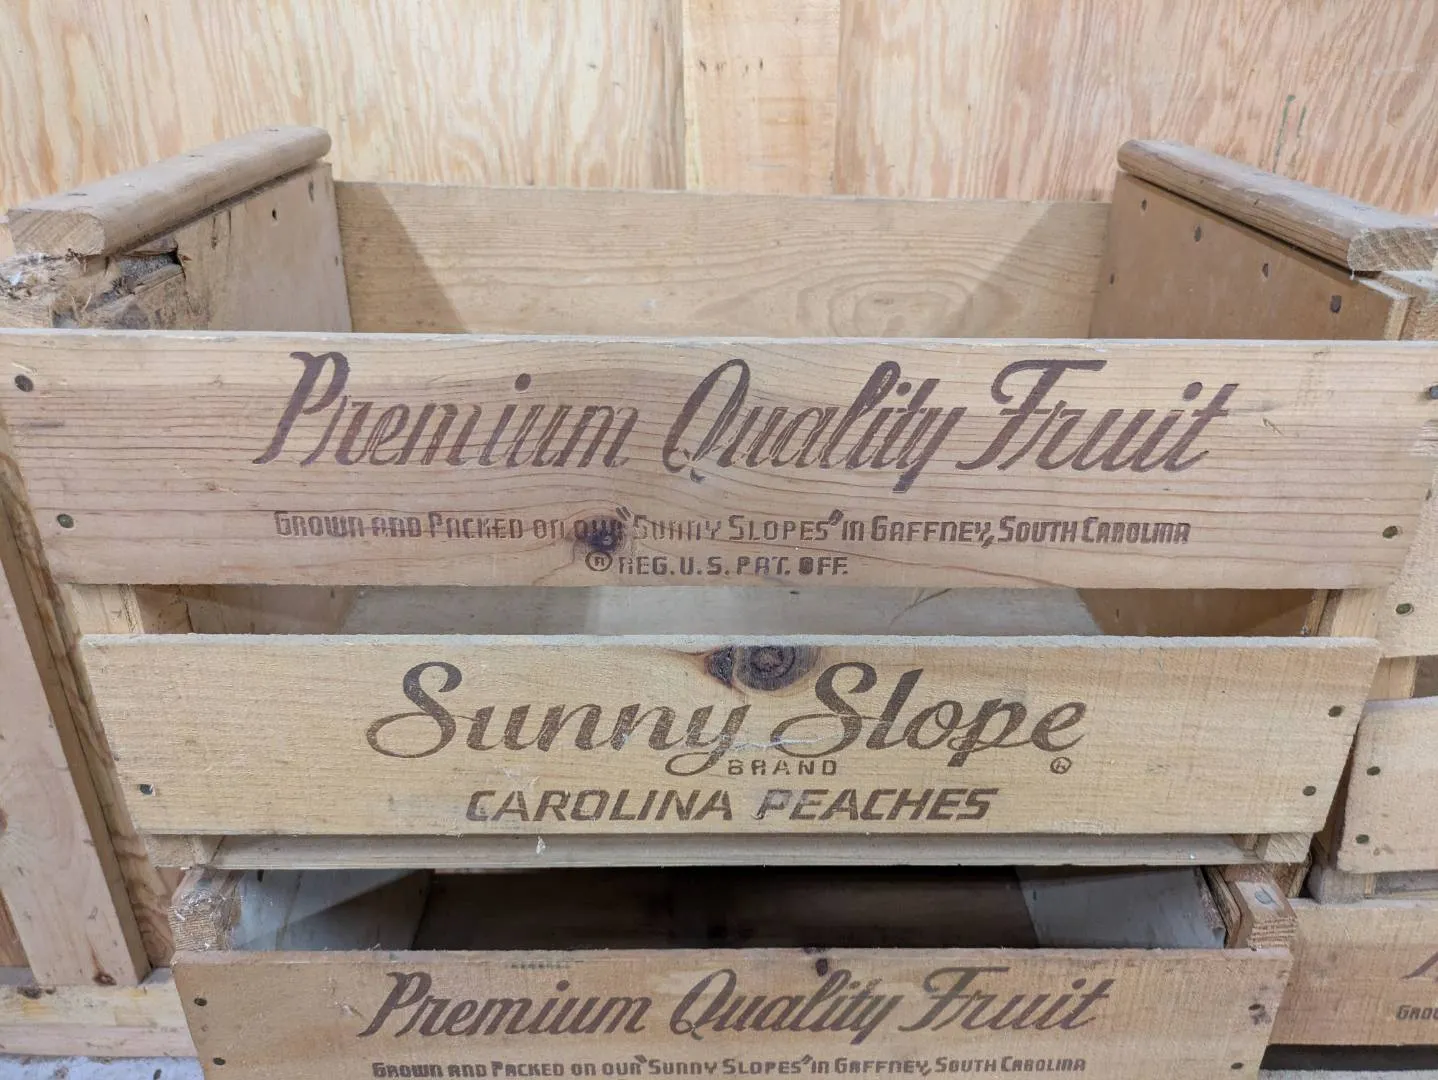 Premium Quality Fruit
GROWN AND PACKED ON OUR "SUNNY SLOPES" IN GAFFNEY, SOUTH CAROLINA
® REG. U.S. PAT. OFF.
Sunny Slope
BRAND ®
CAROLINA PEACHES
Premium Quality Fruit
GROWN AND PACKED ON OUR "SUNNY SLOPES" IN GAFFNEY, SOUTH CAROLINA